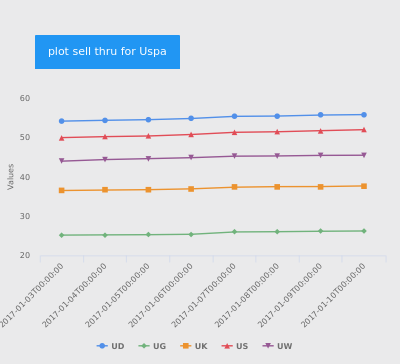 plot sell thru for Uspa
60
50
40
30
20
Values
2017-01-03T00:00:00
2017-01-04T00:00:00
2017-01-05T00:00:00
2017-01-06T00:00:00
2017-01-07T00:00:00
2017-01-08T00:00:00
2017-01-09T00:00:00
2017-01-10T00:00:00
UD UG UK US UW